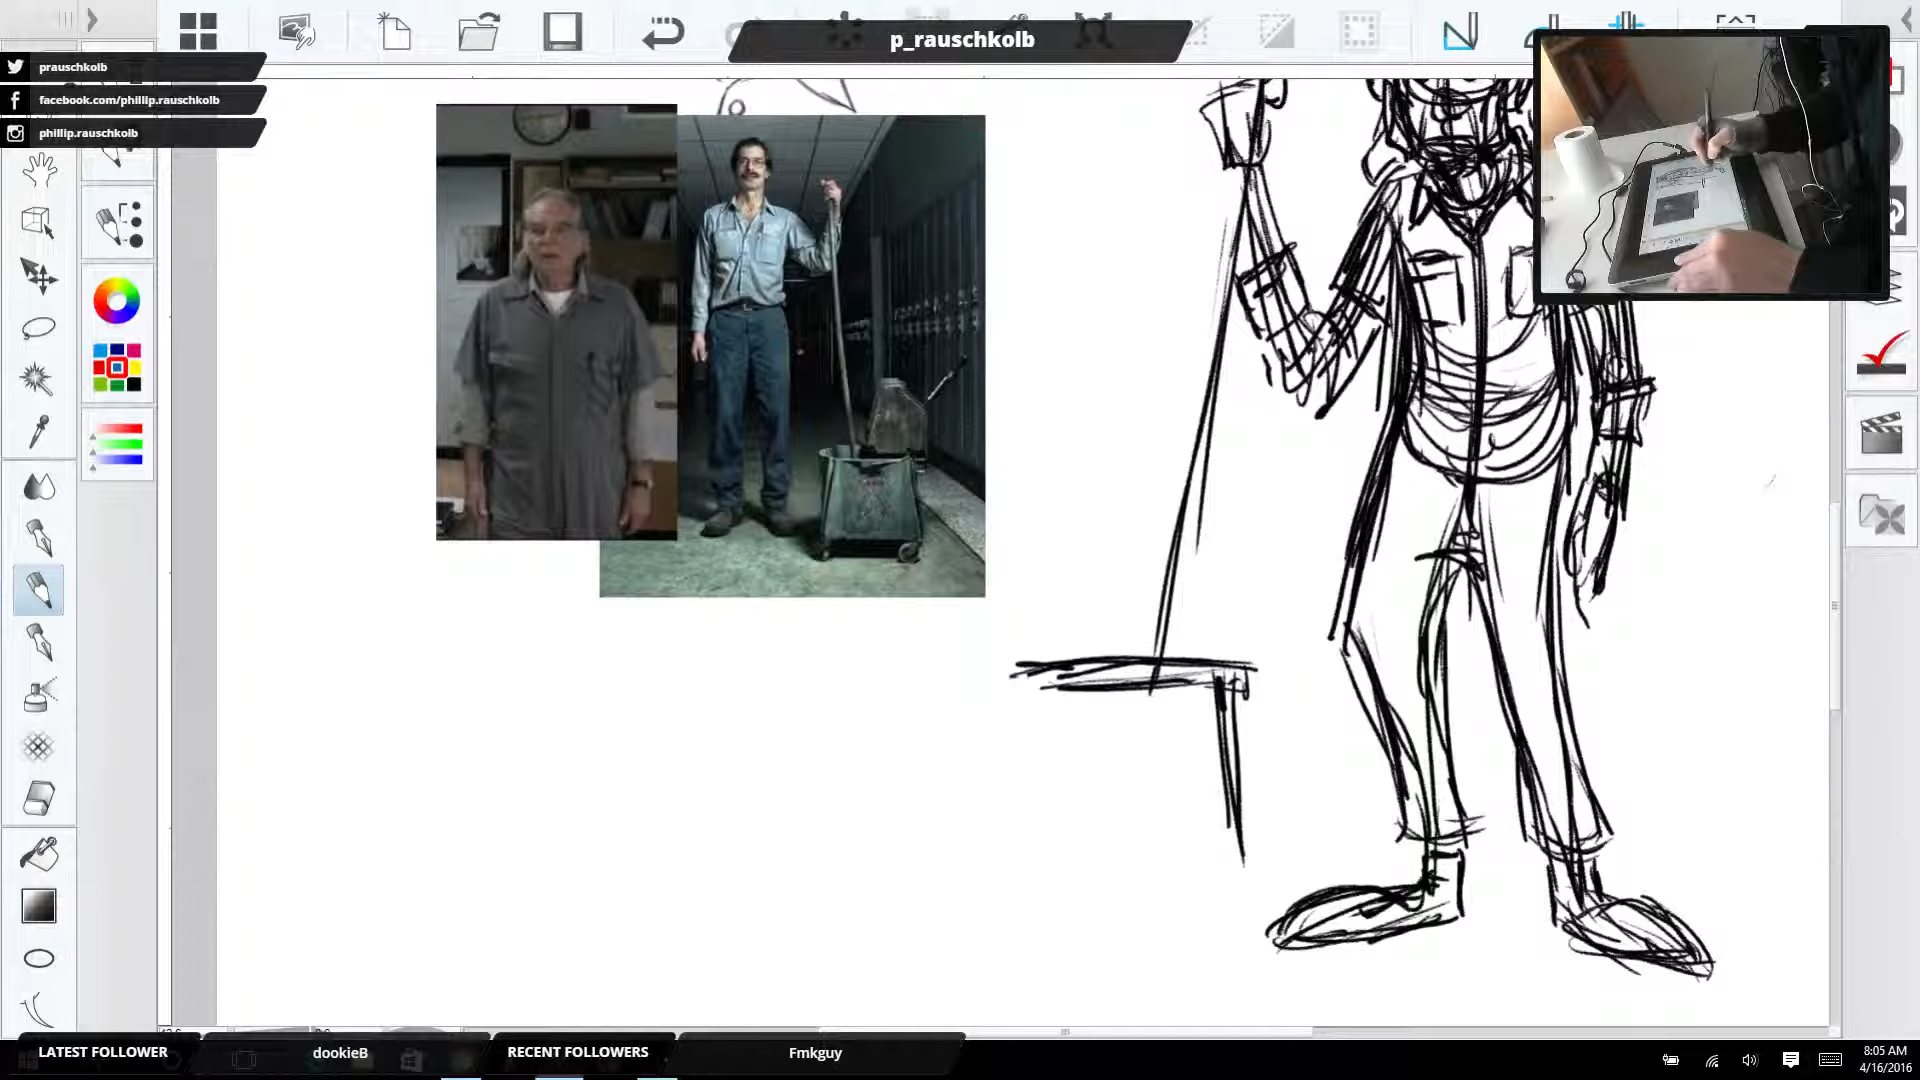 p_rauschkolb
prauschkolb
facebook.com/phillip.rauschkolb
phillip.rauschkolb
LATEST FOLLOWER
dookieB
RECENT FOLLOWERS
Fmkguy
8:05 AM
4/16/2016